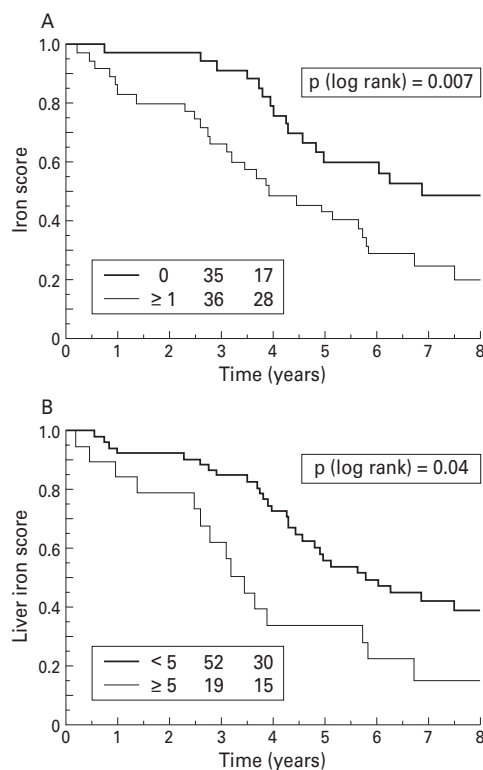 A
1.0
p (log rank) = 0.007
0.8
0.6
Iron score
0.4
0 35 17
0.2
≥ 1 36 28
0
0 1 2 3 4 5 6 7 8
Time (years)
B
1.0
p (log rank) = 0.04
0.8
0.6
Liver iron score
0.4
< 5 52 30
0.2
≥ 5 19 15
0
0 1 2 3 4 5 6 7 8
Time (years)